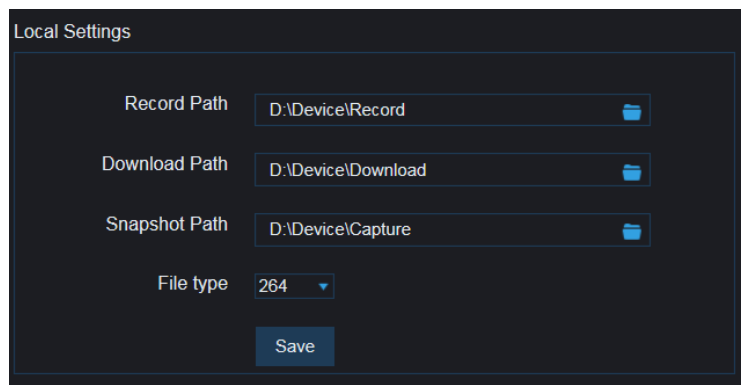 Local Settings
Record Path D:\Device\Record
Download Path D:\Device\Download
Snapshot Path D:\Device\Capture
File type 264
Save